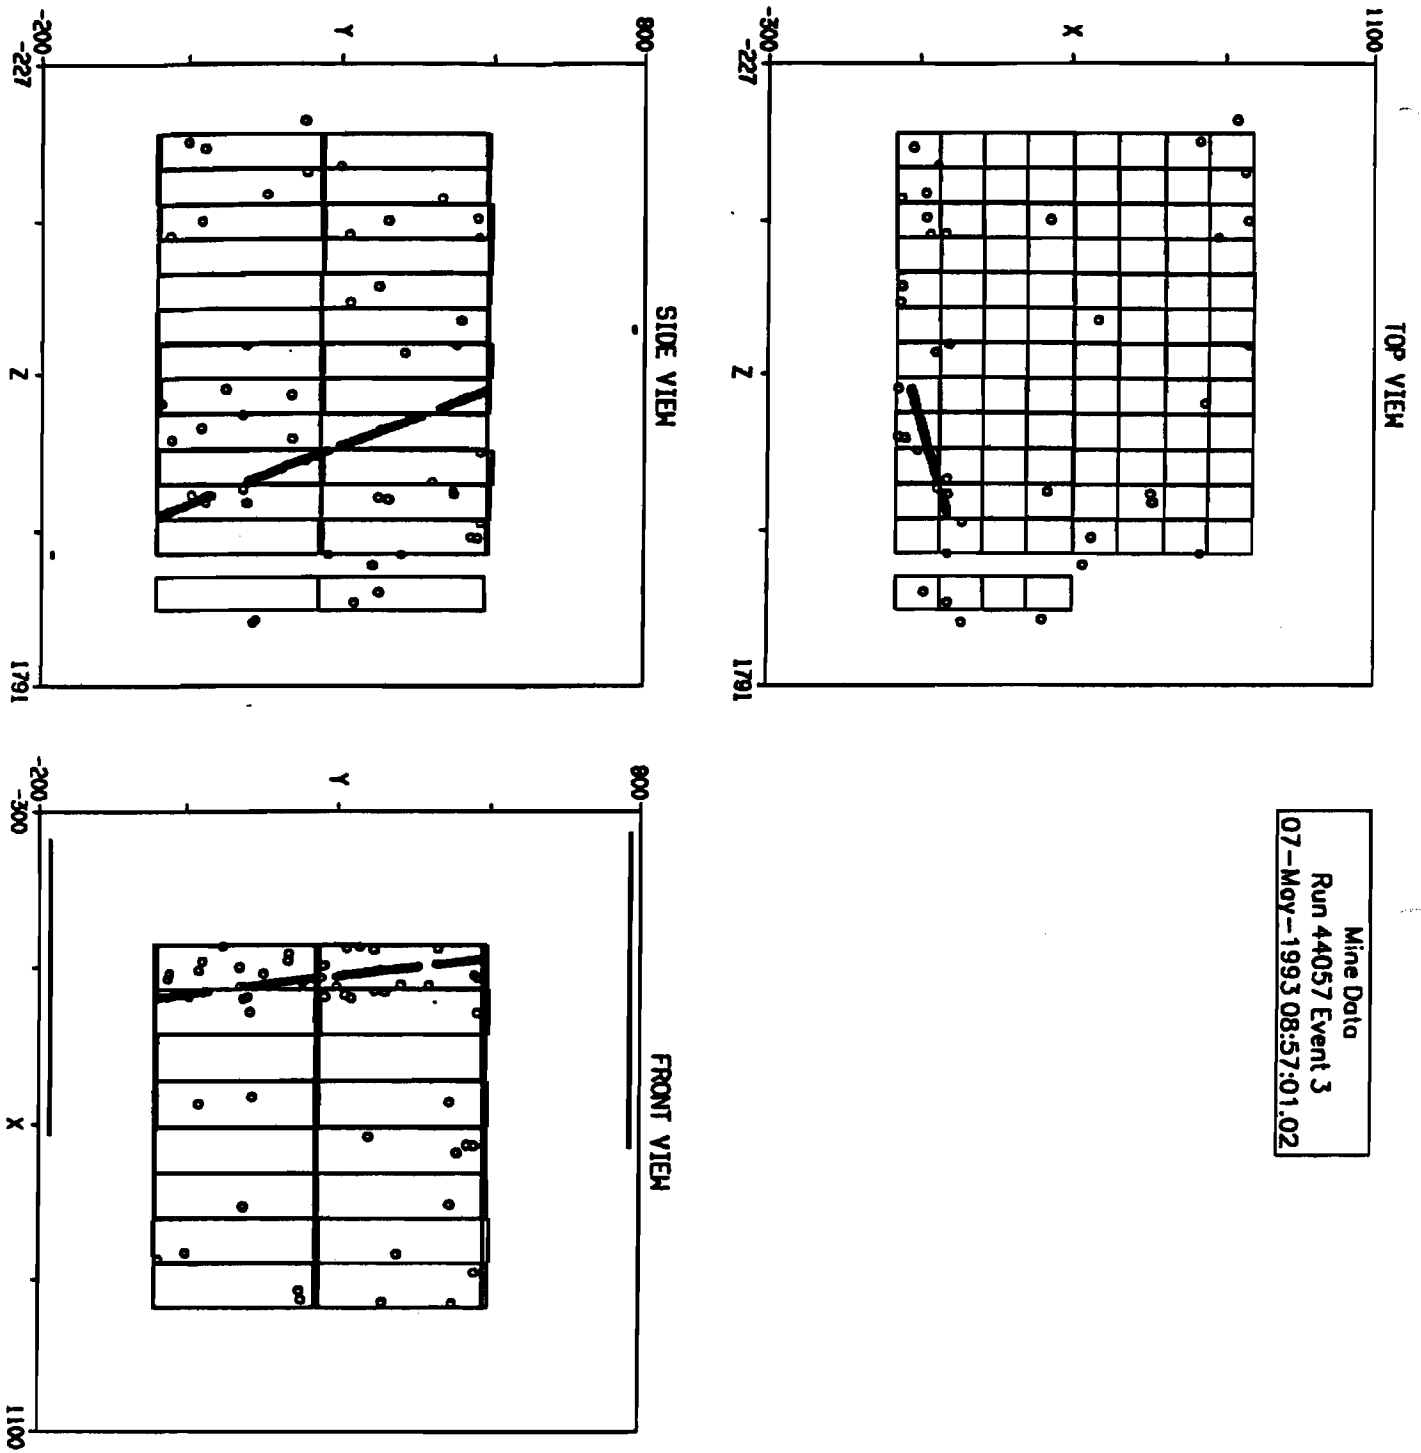 TOP VIEW
1100
X
-300
-227
Z
1791
SIDE VIEW
800
Y
-200
-227
Z
1791
Mine Data
Run 44057 Event 3
07-May-1993 08:57:01.02
FRONT VIEW
800
Y
-200
-300
X
1100